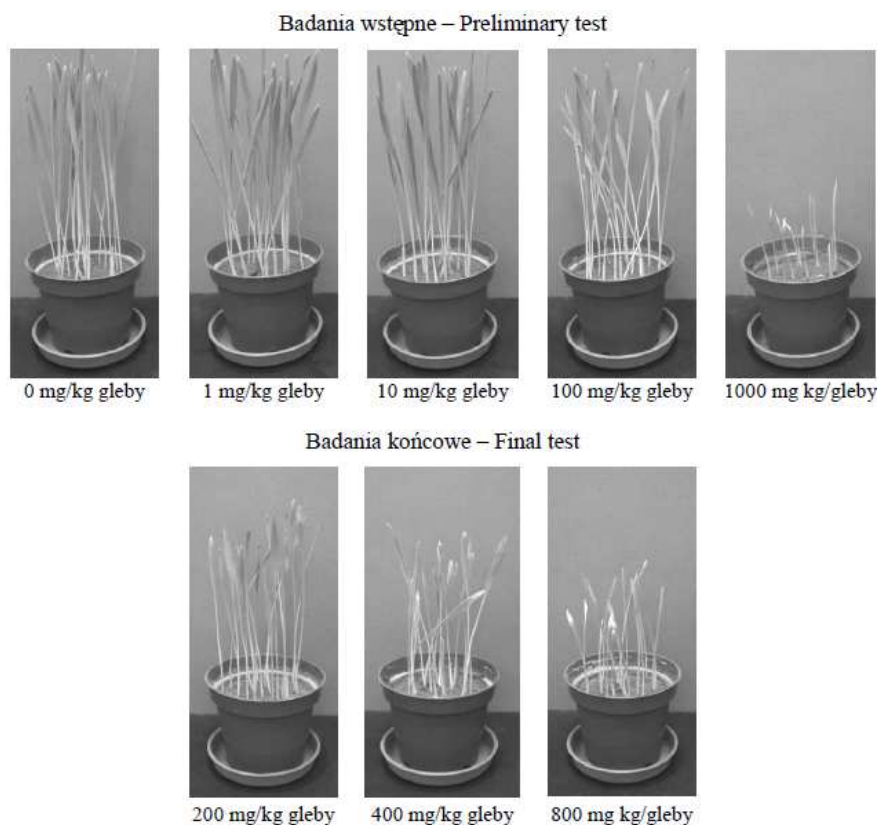 Badania wstępne – Preliminary test
0 mg/kg gleby
1 mg/kg gleby
10 mg/kg gleby
100 mg/kg gleby
1000 mg kg/gleby
Badania końcowe – Final test
200 mg/kg gleby
400 mg/kg gleby
800 mg kg/gleby